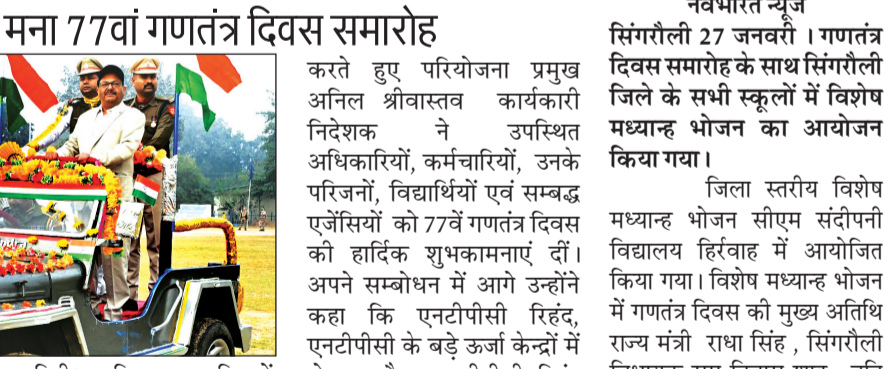 मना 77वां गणतंत्र दिवस समारोह
करते हुए परियोजना प्रमुख
अनिल श्रीवास्तव कार्यकारी
निदेशक ने उपस्थित
अधिकारियों, कर्मचारियों, उनके
परिजनों, विद्यार्थियों एवं सम्बद्ध
एजेंसियों को 77वें गणतंत्र दिवस
की हार्दिक शुभकामनाएं दीं।
अपने सम्बोधन में आगे उन्होंने
कहा कि एनटीपीसी रिहंद,
एनटीपीसी के बड़े ऊर्जा केन्द्रों में
नवभारत न्यूज
सिंगरौली 27 जनवरी । गणतंत्र
दिवस समारोह के साथ सिंगरौली
जिले के सभी स्कूलों में विशेष
मध्यान्ह भोजन का आयोजन
किया गया।
जिला स्तरीय विशेष
मध्यान्ह भोजन सीएम संदीपनी
विद्यालय हिर्रवाह में आयोजित
किया गया। विशेष मध्यान्ह भोजन
में गणतंत्र दिवस की मुख्य अतिथि
राज्य मंत्री राधा सिंह , सिंगरौली